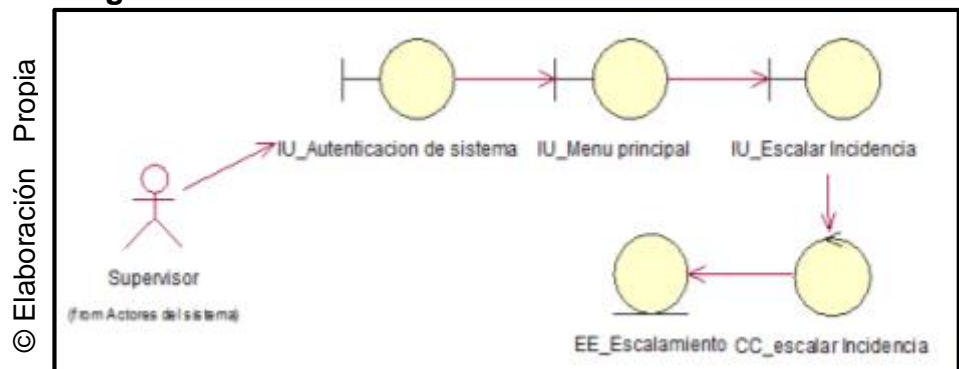 © Elaboración Propia
IU_Autenticacion de sistema
IU_Menu principal
IU_Escalar Incidencia
Supervisor
(from Actores del sistema)
EE_Escalamiento
CC_escalar Incidencia